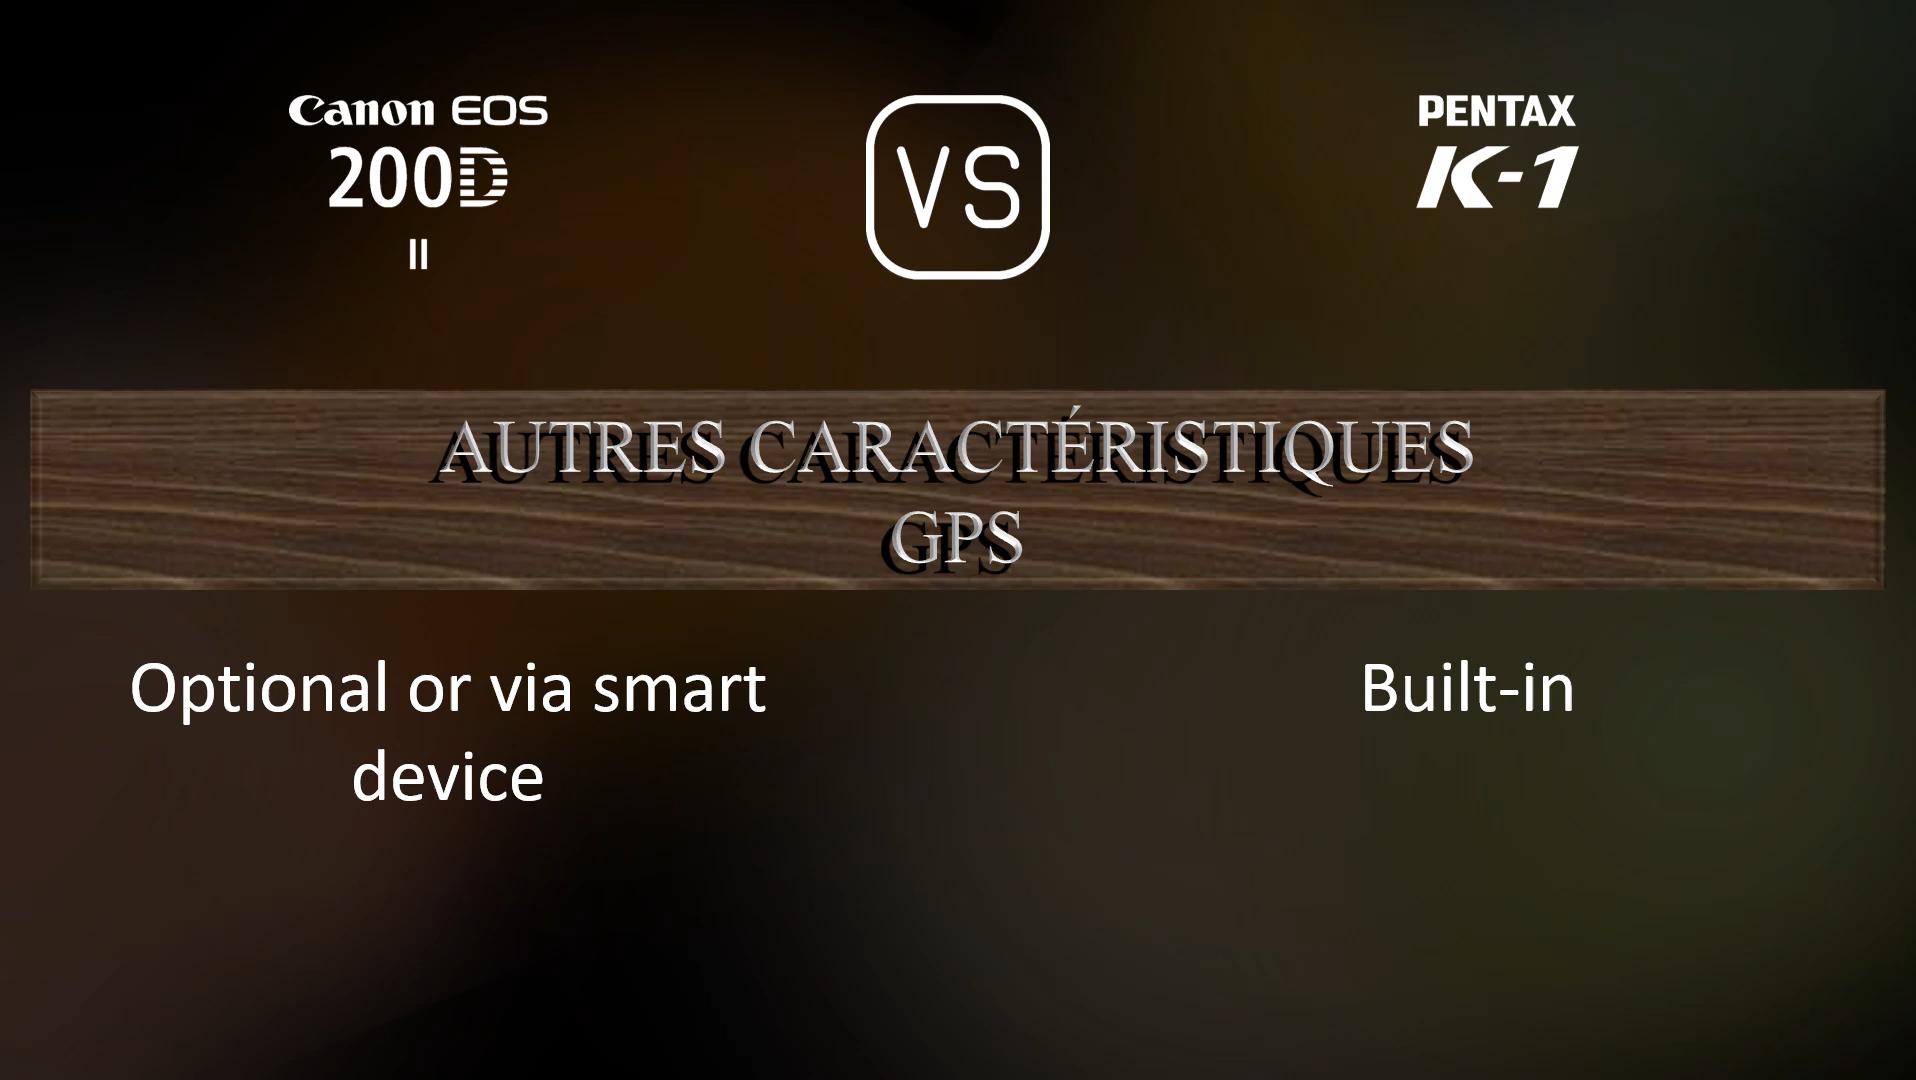 Canon EOS
200D
II
VS
PENTAX
K-1
AUTRES CARACTÉRISTIQUES
GPS
Optional or via smart
device
Built-in